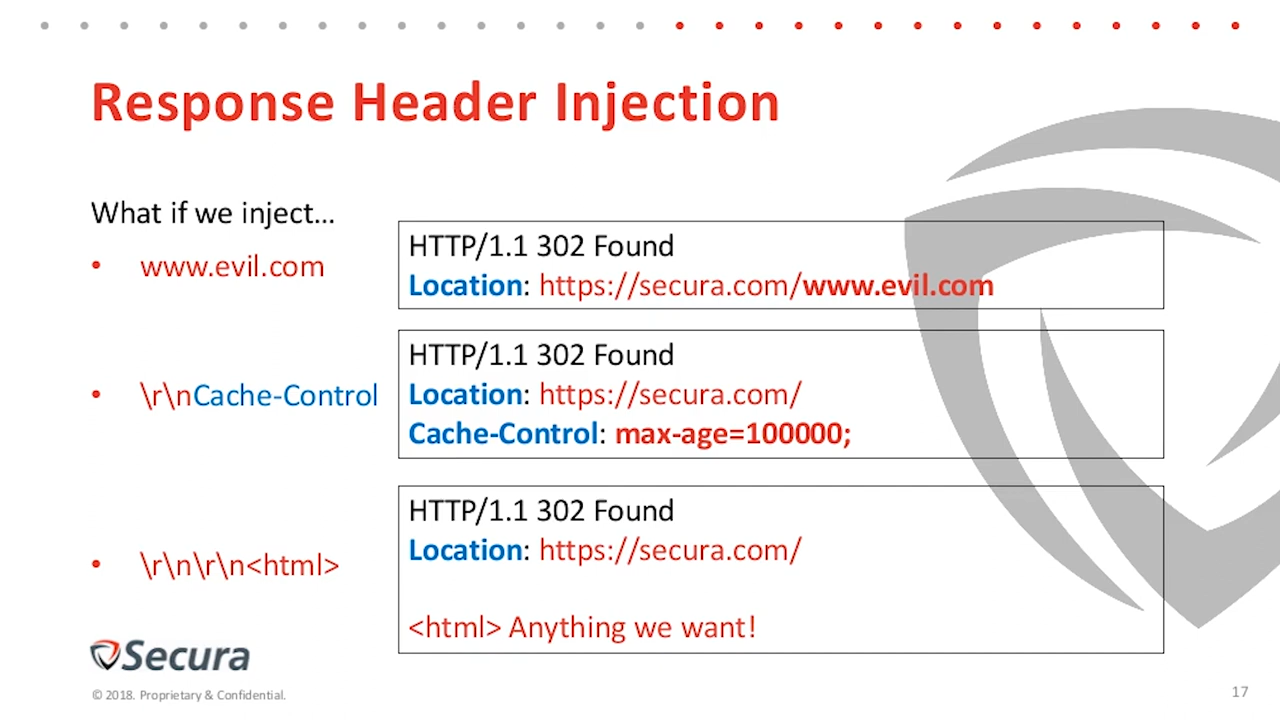 Response Header Injection
What if we inject...
• www.evil.com
HTTP/1.1 302 Found
Location: https://secura.com/www.evil.com
• \r\nCache-Control
HTTP/1.1 302 Found
Location: https://secura.com/
Cache-Control: max-age=100000;
• \r\n\r\n<html>
HTTP/1.1 302 Found
Location: https://secura.com/
<html> Anything we want!
Secura
© 2018. Proprietary & Confidential.
17